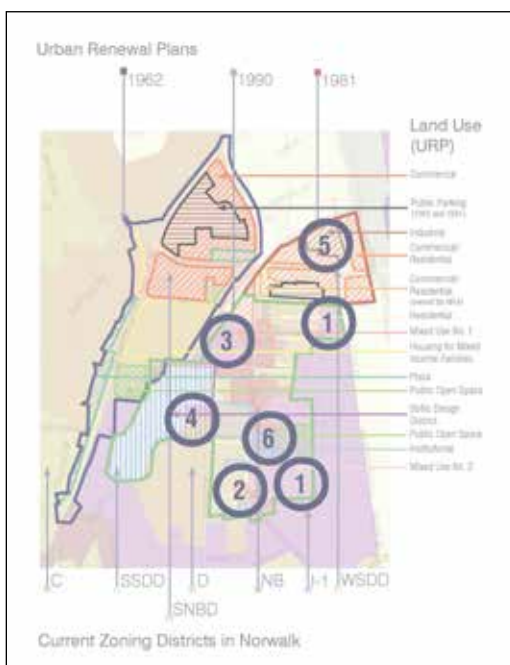 Urban Renewal Plans
1962
1990
1981
Land Use
(URP)
Commercial
Public Parking
Industrial
Commercial/
Residential
Commercial/
Residential
Residential
Mixed Use No. 1
Housing for Mixed
Income Families
Plaza
Public Open Space
Design
District
Public Open Space
Institutional
Mixed Use No. 2
5
1
3
4
6
2
1
C
SSDD
D
NB
I-1
WSDD
SNBD
Current Zoning Districts in Norwalk